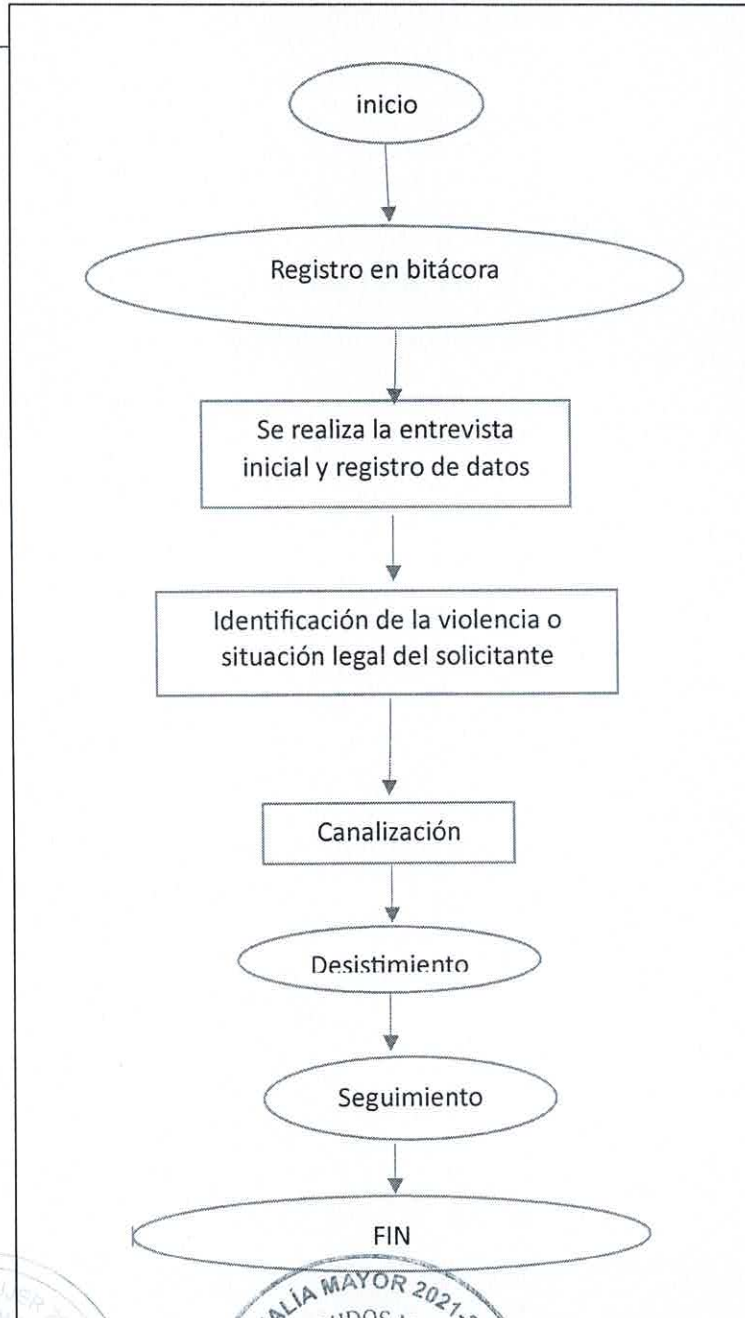 inicio
Registro en bitácora
Se realiza la entrevista
inicial y registro de datos
Identificación de la violencia o
situación legal del solicitante
Canalización
Desistimiento
Seguimiento
FIN
MAYOR 2021-